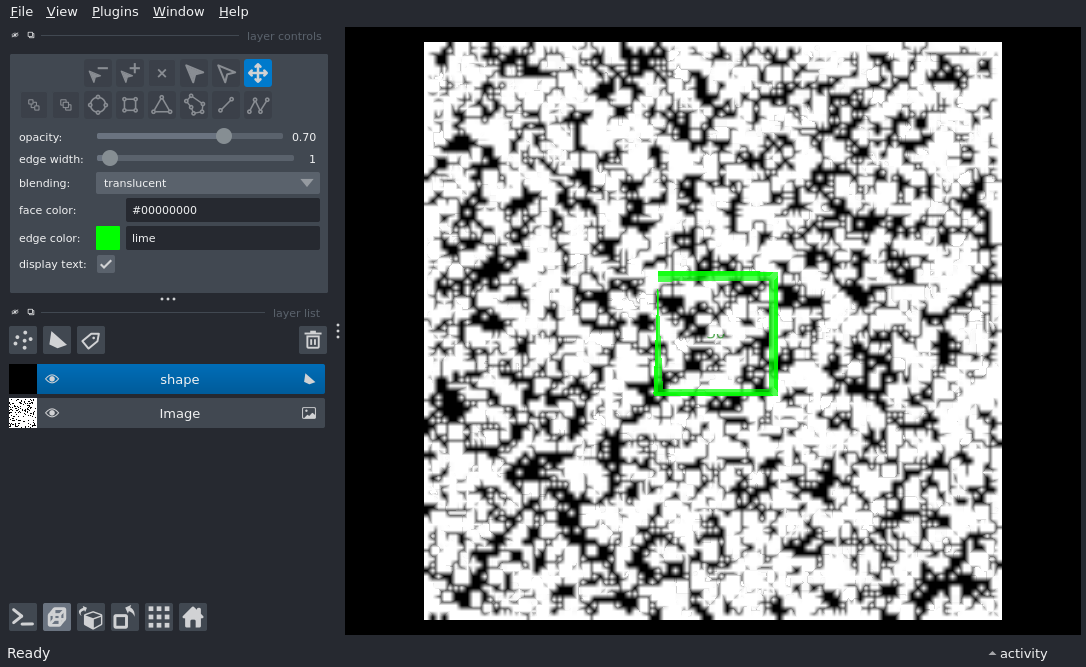 File View Plugins Window Help
layer controls
opacity: 0.70
edge width: 1
blending: translucent
face color: #00000000
edge color: lime
display text:
layer list
shape
Image
Ready
activity